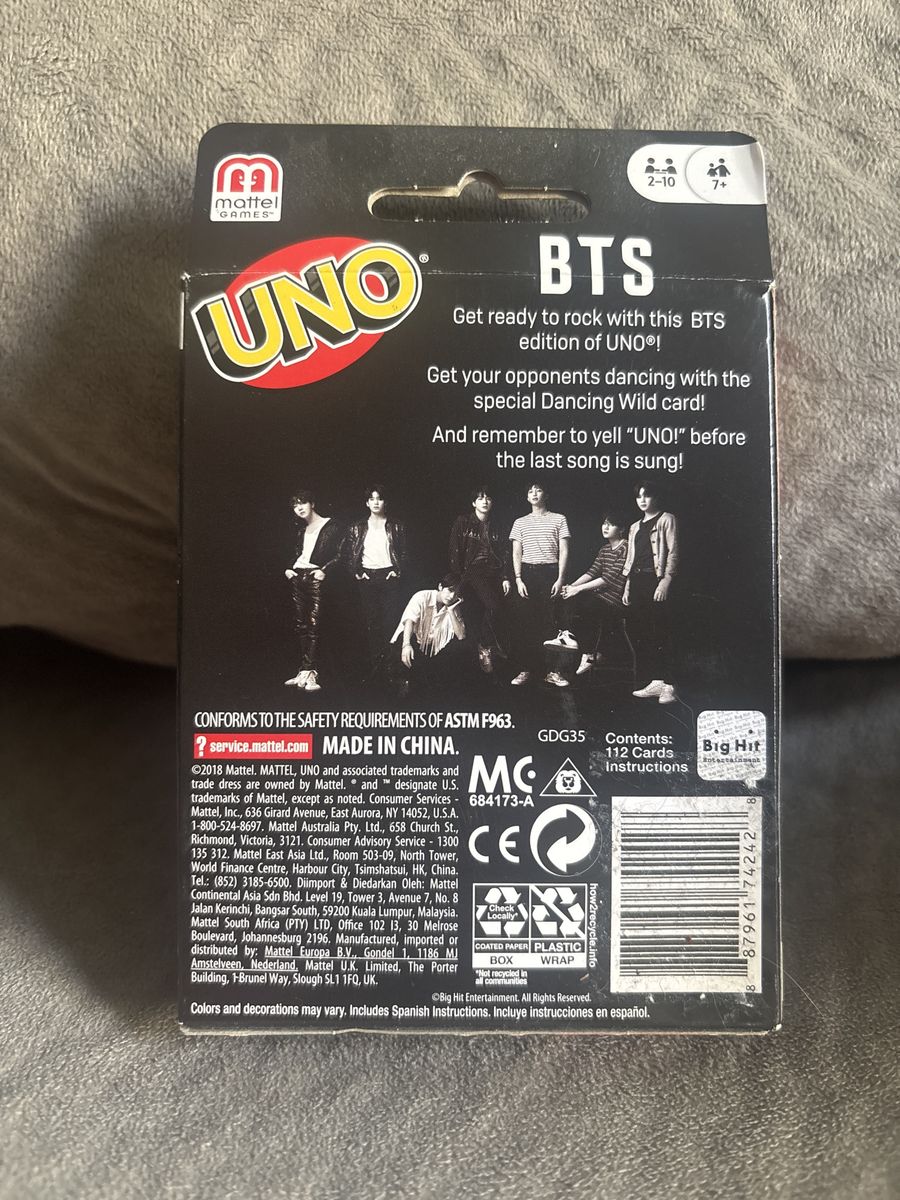 mattel
GAMES™
2-10
7+
UNO®
BTS
Get ready to rock with this BTS
edition of UNO®!
Get your opponents dancing with the
special Dancing Wild card!
And remember to yell “UNO!” before
the last song is sung!
CONFORMS TO THE SAFETY REQUIREMENTS OF ASTM F963.
? service.mattel.com MADE IN CHINA.
GDG35
Contents:
112 Cards
Instructions
Big Hit
Entertainment
©2018 Mattel. MATTEL, UNO and associated trademarks and
trade dress are owned by Mattel. ® and ™ designate U.S.
trademarks of Mattel, except as noted. Consumer Services -
Mattel, Inc., 636 Girard Avenue, East Aurora, NY 14052, U.S.A.
1-800-524-8697. Mattel Australia Pty. Ltd., 658 Church St.,
Richmond, Victoria, 3121. Consumer Advisory Service - 1300
135 312. Mattel East Asia Ltd., Room 503-09, North Tower,
World Finance Centre, Harbour City, Tsimshatsui, HK, China.
Tel.: (852) 3185-6500. Diimport & Diedarkan Oleh: Mattel
Continental Asia Sdn Bhd. Level 19, Tower 3, Avenue 7, No. 8
Jalan Kerinchi, Bangsar South, 59200 Kuala Lumpur, Malaysia.
Mattel South Africa (PTY) LTD, Office 102 I3, 30 Melrose
Boulevard, Johannesburg 2196. Manufactured, imported or
distributed by: Mattel Europa B.V., Gondel 1, 1186 MJ
Amstelveen, Nederland. Mattel U.K. Limited, The Porter
Building, 1 Brunel Way, Slough SL1 1FQ, UK.
MC
684173-A
CE
Check
Locally*
COATED PAPER
BOX
PLASTIC
WRAP
how2recycle.info
*Not recycled in
all communities
8 87961 74242 8
©Big Hit Entertainment. All Rights Reserved.
Colors and decorations may vary. Includes Spanish Instructions. Incluye instrucciones en español.